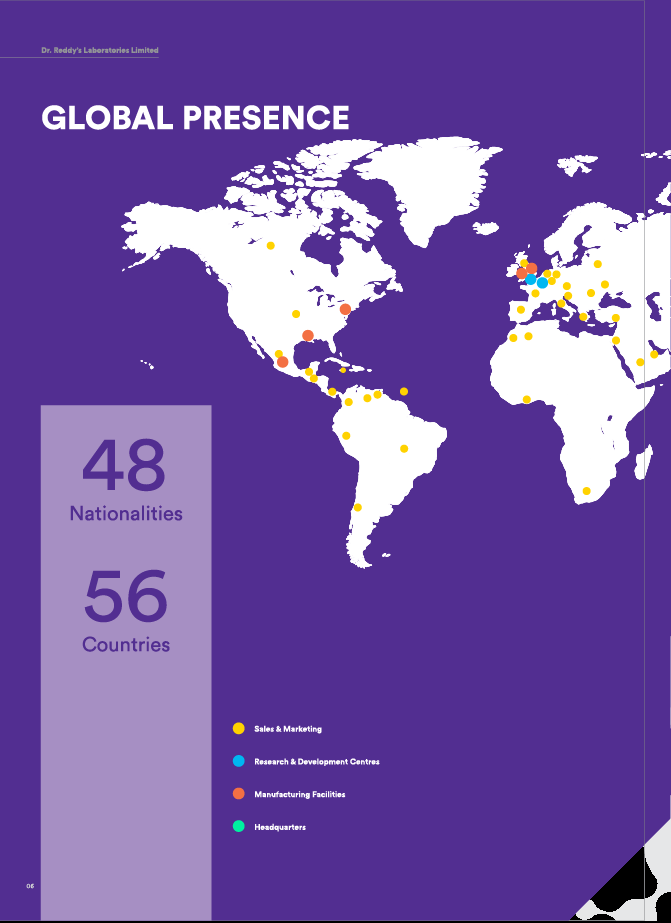 Dr. Reddy's Laboratories Limited
GLOBAL PRESENCE
48
Nationalities
56
Countries
Sales & Marketing
Research & Development Centres
Manufacturing Facilities
Headquarters
06